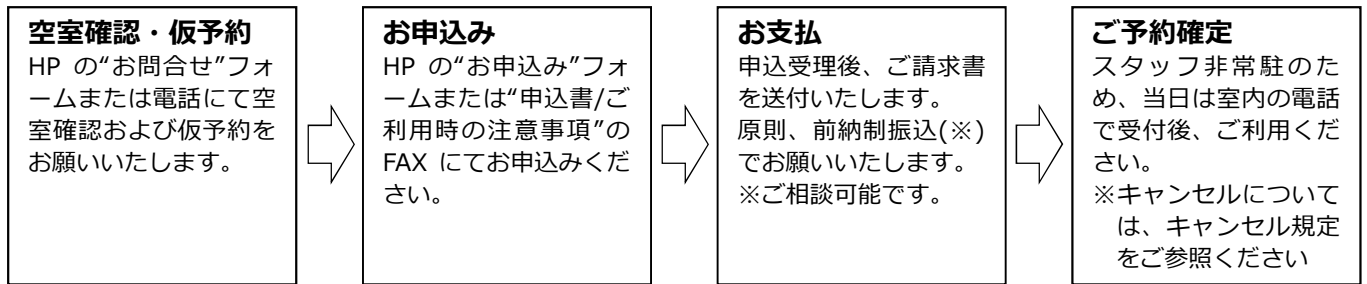 空室確認・仮予約
HP の“お問合せ”フォ
ームまたは電話にて空
室確認および仮予約を
お願いいたします。
お申込み
HP の“お申込み”フォ
ームまたは“申込書/ご
利用時の注意事項”の
FAX にてお申込みくだ
さい。
お支払
申込受理後、ご請求書
を送付いたします。
原則、前納制振込(※)
でお願いいたします。
※ご相談可能です。
ご予約確定
スタッフ非常駐のた
め、当日は室内の電話
で受付後、ご利用くだ
さい。
※キャンセルについて
は、キャンセル規定
をご参照ください